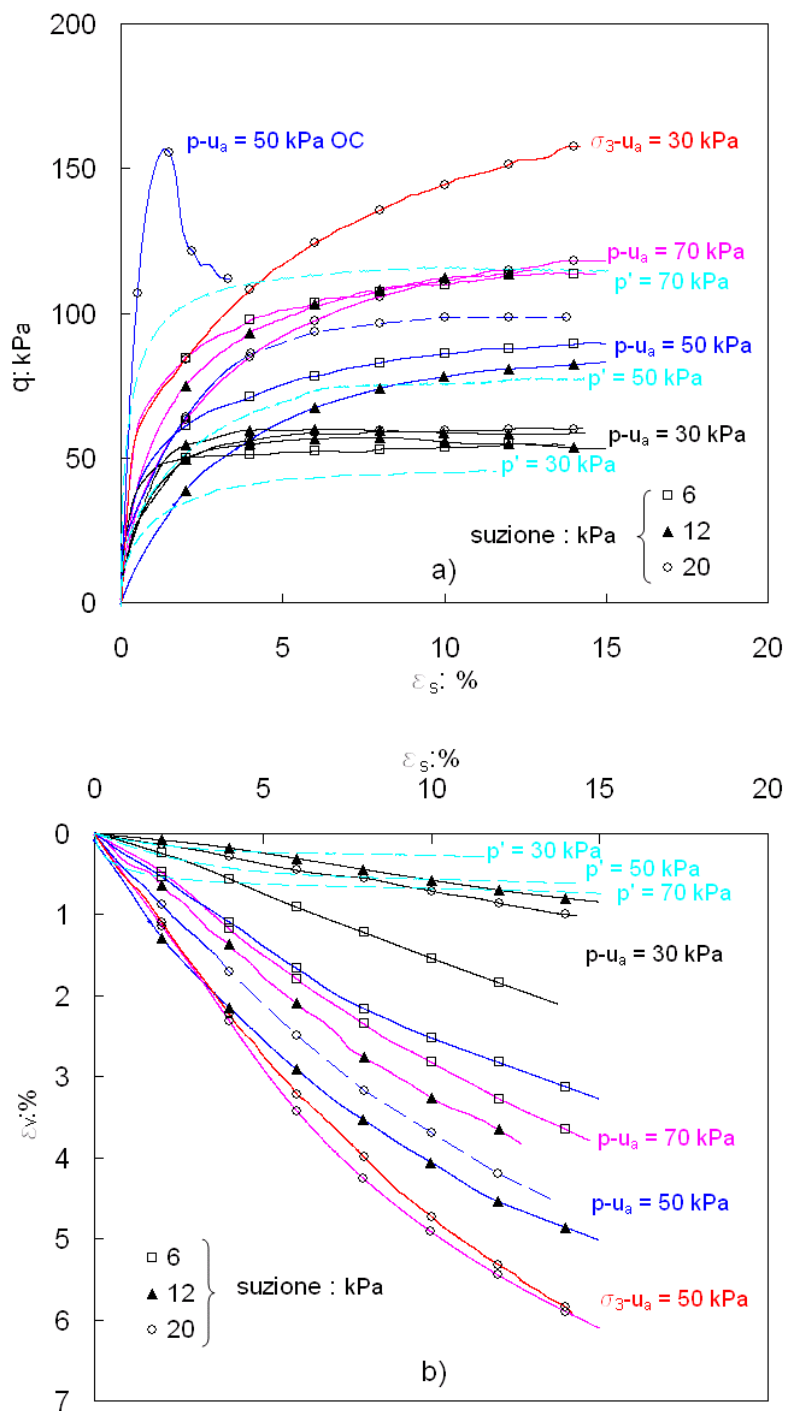 200
150
100
50
0
q: kPa
p-uₐ = 50 kPa OC
σ₃-uₐ = 30 kPa
p-uₐ = 70 kPa
p' = 70 kPa
p-uₐ = 50 kPa
p' = 50 kPa
p-uₐ = 30 kPa
p' = 30 kPa
suzione : kPa
6
12
20
a)
0 5 10 15 20
εₛ: %
εₛ:%
0 5 10 15 20
0
1
2
3
4
5
6
7
εᵥ:%
p' = 30 kPa
p' = 50 kPa
p' = 70 kPa
p-uₐ = 30 kPa
p-uₐ = 70 kPa
p-uₐ = 50 kPa
σ₃-uₐ = 50 kPa
6
12
20
suzione : kPa
b)